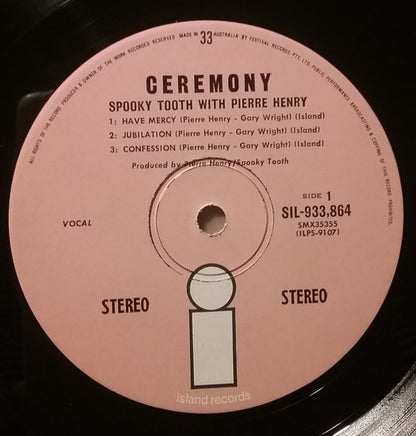 ALL RIGHTS OF THE RECORD PRODUCER & OWNER OF THE WORK RECORDED RESERVED. MADE IN 33 AUSTRALIA BY FESTIVAL RECORDS PTY. LTD. PUBLIC PERFORMANCE, BROADCASTING & COPYING OF THIS RECORD PROHIBITED.
CEREMONY
SPOOKY TOOTH WITH PIERRE HENRY
1: HAVE MERCY (Pierre Henry - Gary Wright) (Island)
2: JUBILATION (Pierre Henry - Gary Wright) (Island)
3: CONFESSION (Pierre Henry - Gary Wright) (Island)
Produced by Pierre Henry/Spooky Tooth
VOCAL
SIDE 1
SIL-933,864
SMX35355
(ILPS-9107)
STEREO
STEREO
i
island records